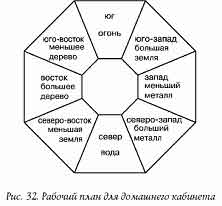 юг
огонь
юго-восток
меньшее
дерево
юго-запад
большая
земля
восток
большее
дерево
запад
меньший
металл
северо-восток
меньшая
земля
север
вода
северо-запад
больший
металл
Рис. 32. Рабочий план для домашнего кабинета